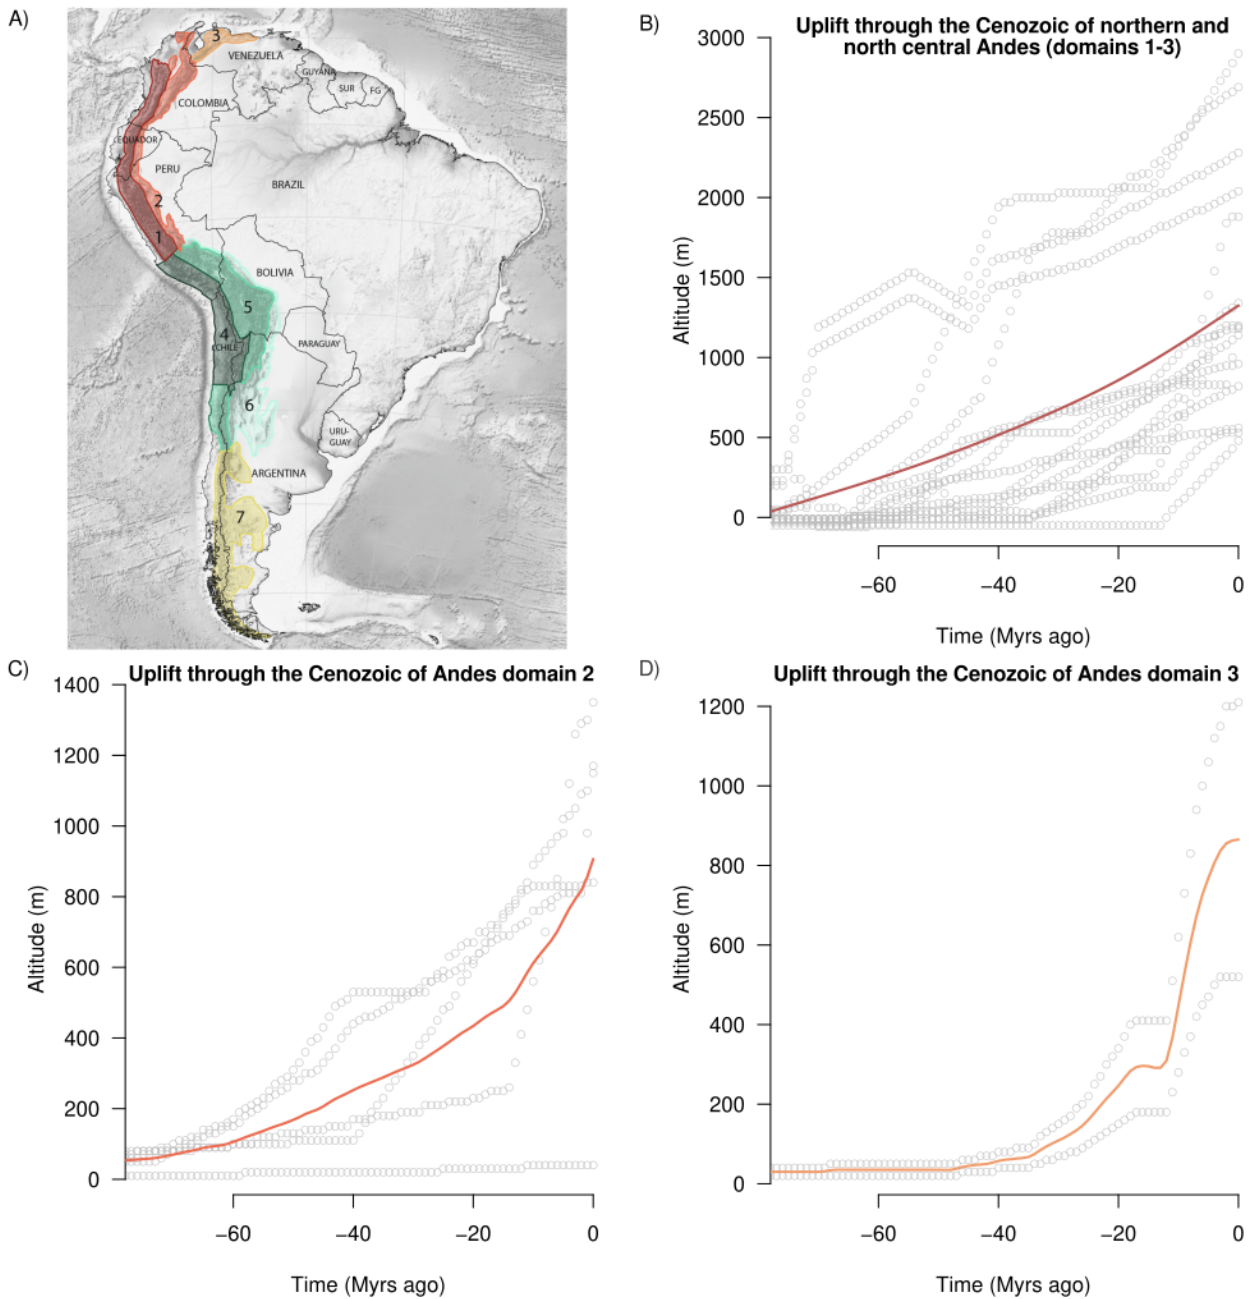 A)
3
VENEZUELA
GUYANA
SUR
FG
COLOMBIA
EQUADOR
PERU
BRAZIL
2
1
BOLIVIA
5
4
CHILE
PARAGUAY
6
URU-
GUAY
ARGENTINA
7
B)
Uplift through the Cenozoic of northern and
north central Andes (domains 1-3)
3000
2500
2000
1500
1000
500
0
Altitude (m)
−60
−40
−20
0
Time (Myrs ago)
C)
Uplift through the Cenozoic of Andes domain 2
1400
1200
1000
800
600
400
200
0
Altitude (m)
−60
−40
−20
0
Time (Myrs ago)
D)
Uplift through the Cenozoic of Andes domain 3
1200
1000
800
600
400
200
0
Altitude (m)
−60
−40
−20
0
Time (Myrs ago)